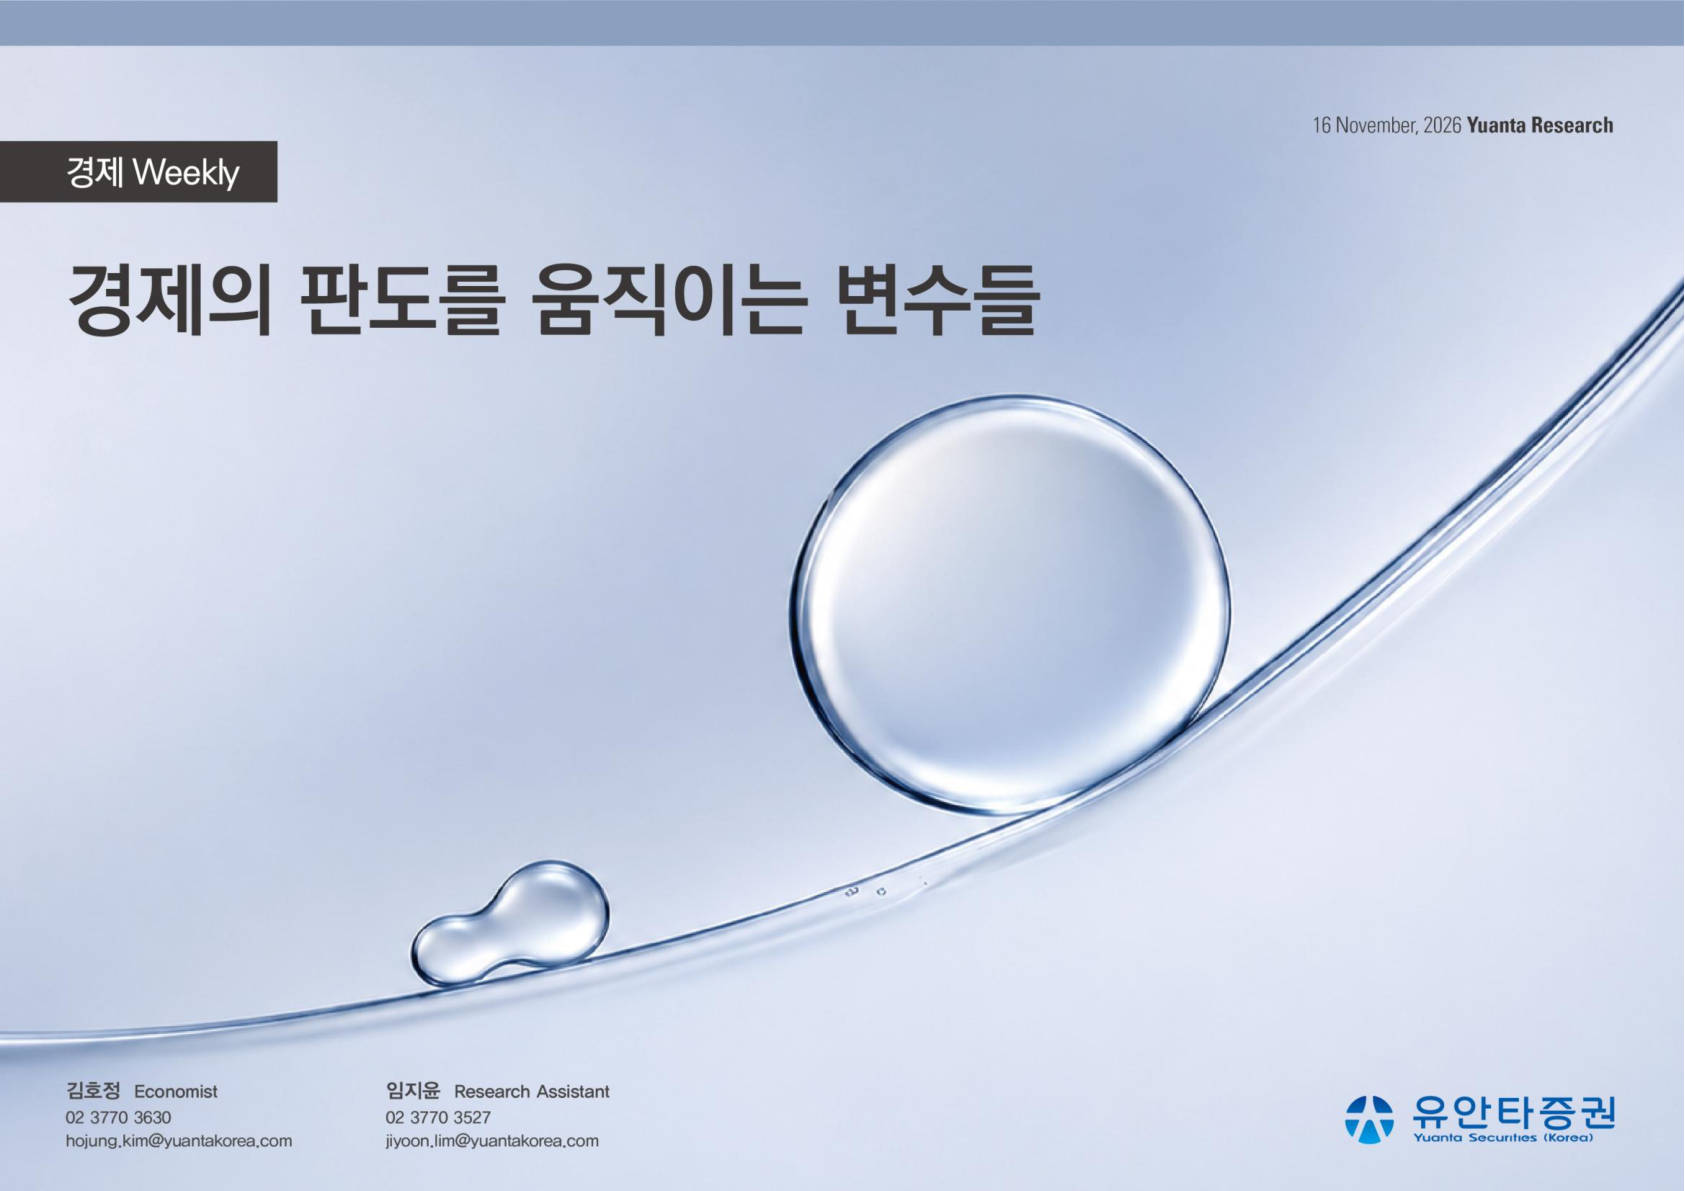 16 November, 2026 Yuanta Research
경제 Weekly
경제의 판도를 움직이는 변수들
김호정 Economist
02 3770 3630
hojung.kim@yuantakorea.com
임지윤 Research Assistant
02 3770 3527
jiyoon.lim@yuantakorea.com
유안타증권
Yuanta Securities (Korea)